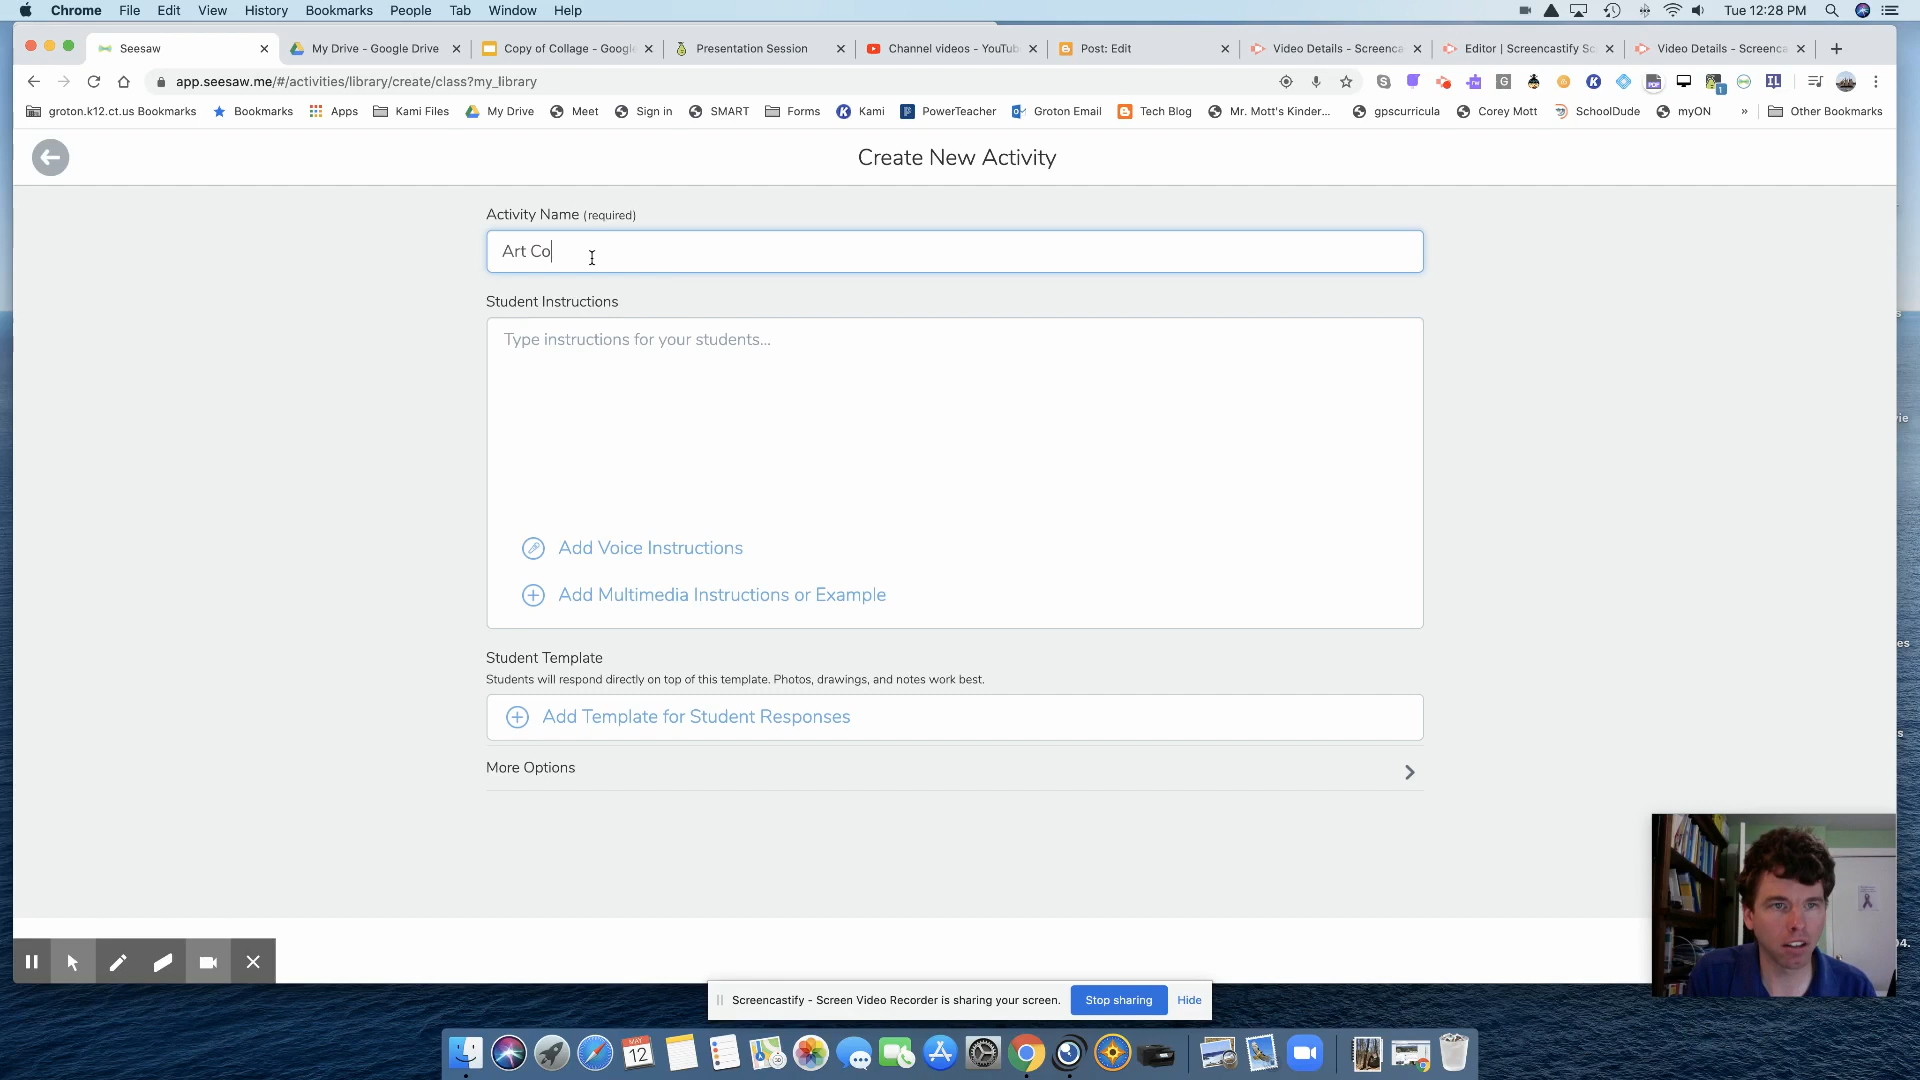 Chrome File Edit View History Bookmarks People Tab Window Help Tue 12:28 PM
Seesaw My Drive - Google Drive Copy of Collage - Google Presentation Session Channel videos - YouTube Post: Edit Video Details - Screenca Editor | Screencastify Sc Video Details - Screenca
app.seesaw.me/#/activities/library/create/class?my_library
groton.k12.ct.us Bookmarks Bookmarks Apps Kami Files My Drive Meet Sign in SMART Forms Kami PowerTeacher Groton Email Tech Blog Mr. Mott's Kinder... gpscurricula Corey Mott SchoolDude myON » Other Bookmarks
Create New Activity
Activity Name (required)
Art Co
Student Instructions
Type instructions for your students...
Add Voice Instructions
Add Multimedia Instructions or Example
Student Template
Students will respond directly on top of this template. Photos, drawings, and notes work best.
Add Template for Student Responses
More Options
Screencastify - Screen Video Recorder is sharing your screen. Stop sharing Hide
MAY
12